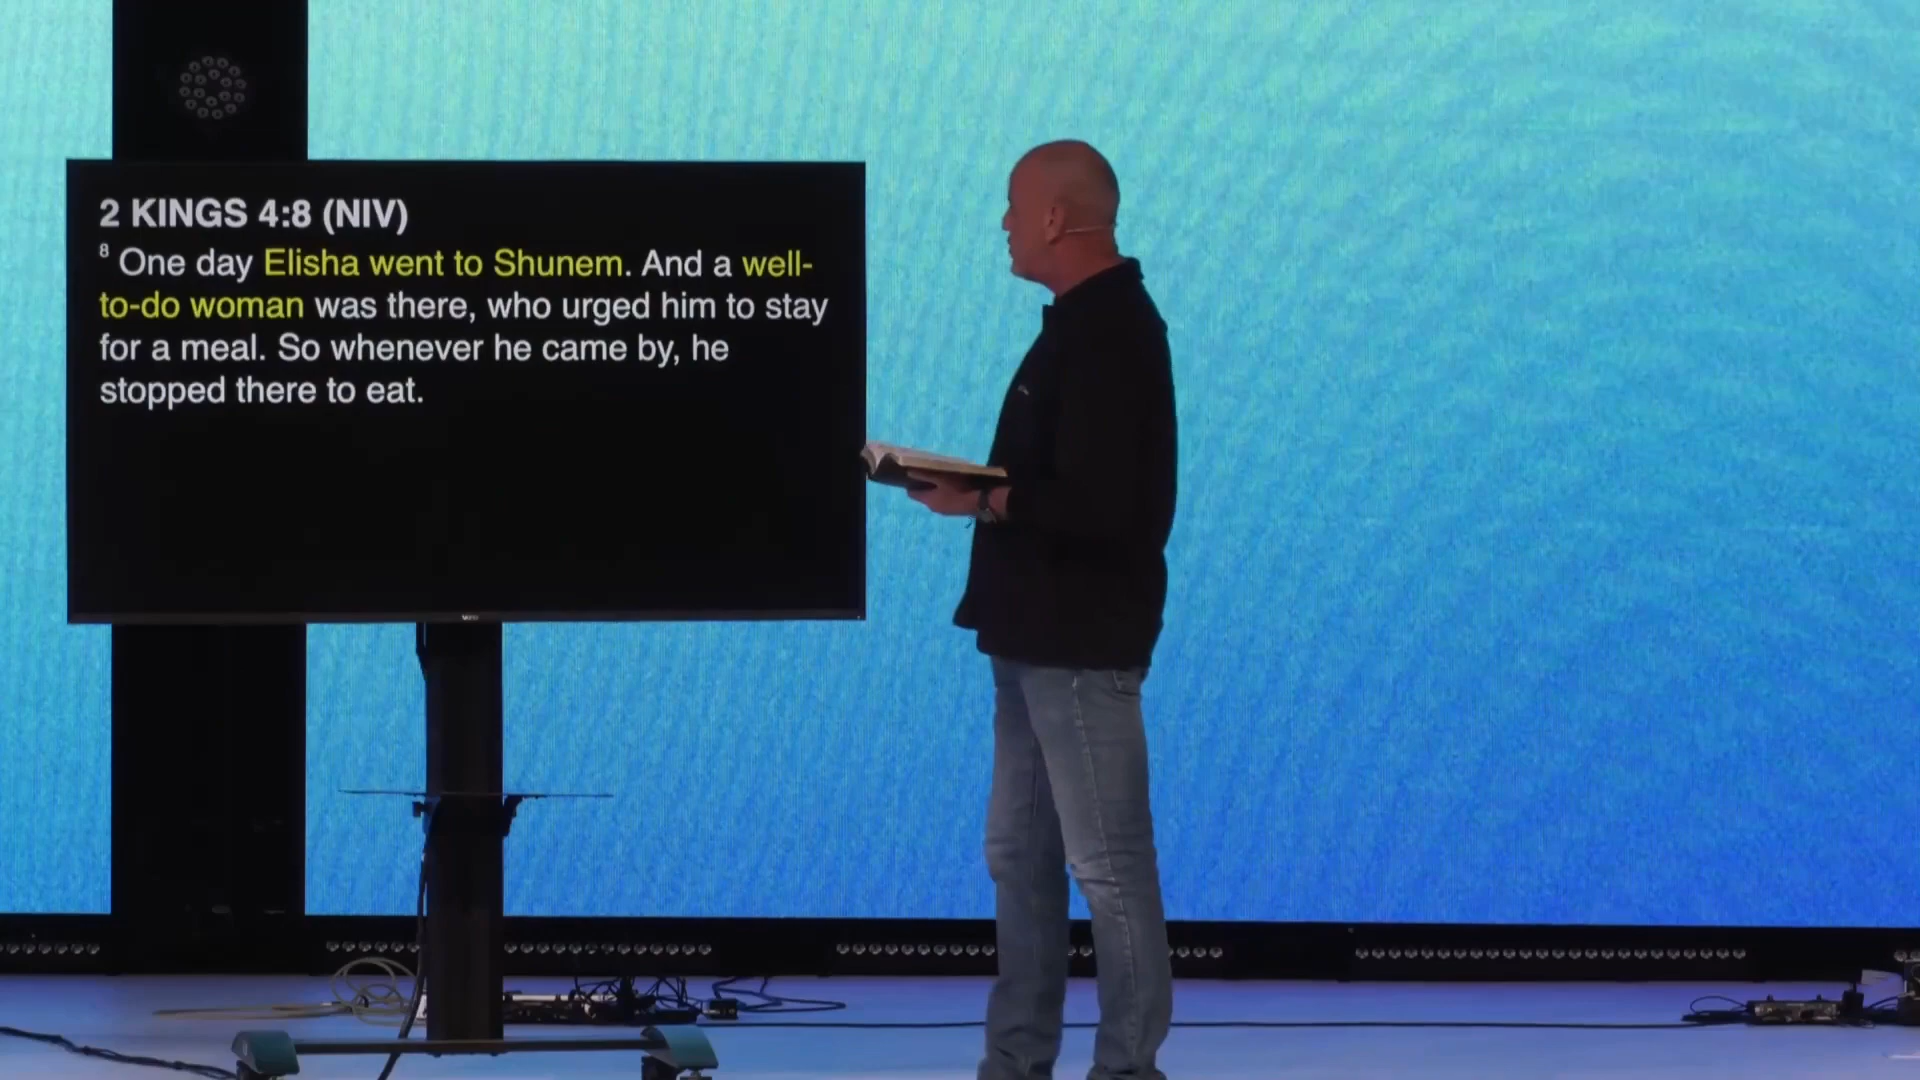 2 KINGS 4:8 (NIV)
8 One day Elisha went to Shunem. And a well-
to-do woman was there, who urged him to stay
for a meal. So whenever he came by, he
stopped there to eat.